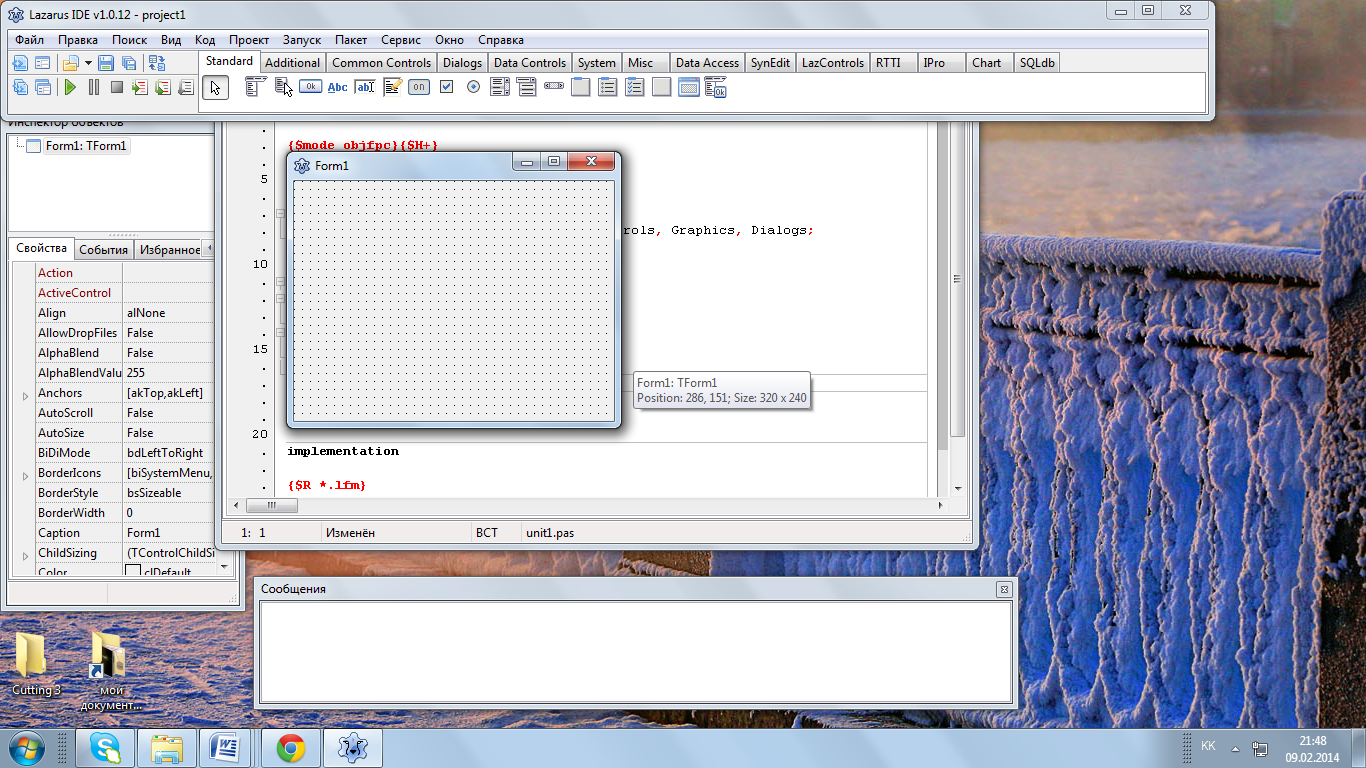 Lazarus IDE v1.0.12 - project1
Файл Правка Поиск Вид Код Проект Запуск Пакет Сервис Окно Справка
Standard Additional Common Controls Dialogs Data Controls System Misc Data Access SynEdit LazControls RTTI IPro Chart SQLdb
Ok Abc ab on Ok
Инспектор объектов
Form1: TForm1
Свойства События Избранное
Action
ActiveControl
Align alNone
AllowDropFiles False
AlphaBlend False
AlphaBlendValu 255
Anchors [akTop,akLeft]
AutoScroll False
AutoSize False
BiDiMode bdLeftToRight
BorderIcons [biSystemMenu,
BorderStyle bsSizeable
BorderWidth 0
Caption Form1
ChildSizing (TControlChildSi
Color clDefault
{$mode objfpc}{$H+}
Form1
5
rols, Graphics, Dialogs;
10
15
Form1: TForm1
Position: 286, 151; Size: 320 x 240
20
implementation
{$R *.lfm}
1: 1 Изменён ВСТ unit1.pas
Сообщения
Cutting 3
мои документ...
KK
21:48
09.02.2014